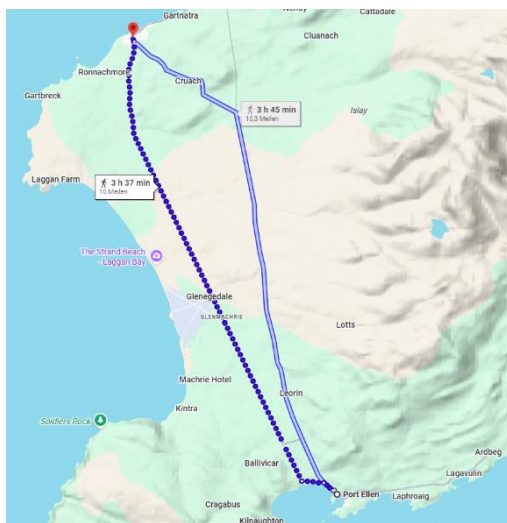 Gartnatra
Nerby
Cattadale
Cluanach
Ronnachmore
Cruach
Gartbreck
Islay
3 h 45 min
10,3 Meilen
Laggan Farm
3 h 37 min
10 Meilen
The Strand Beach
- Laggan Bay
Glenegedale
GLENMACHRIE
Lotts
Machrie Hotel
Leorin
Kintra
Soldiers Rock
Ballivicar
Ardbeg
Lagavulin
Port Ellen
Laphroaig
Cragabus
Kilnaughton